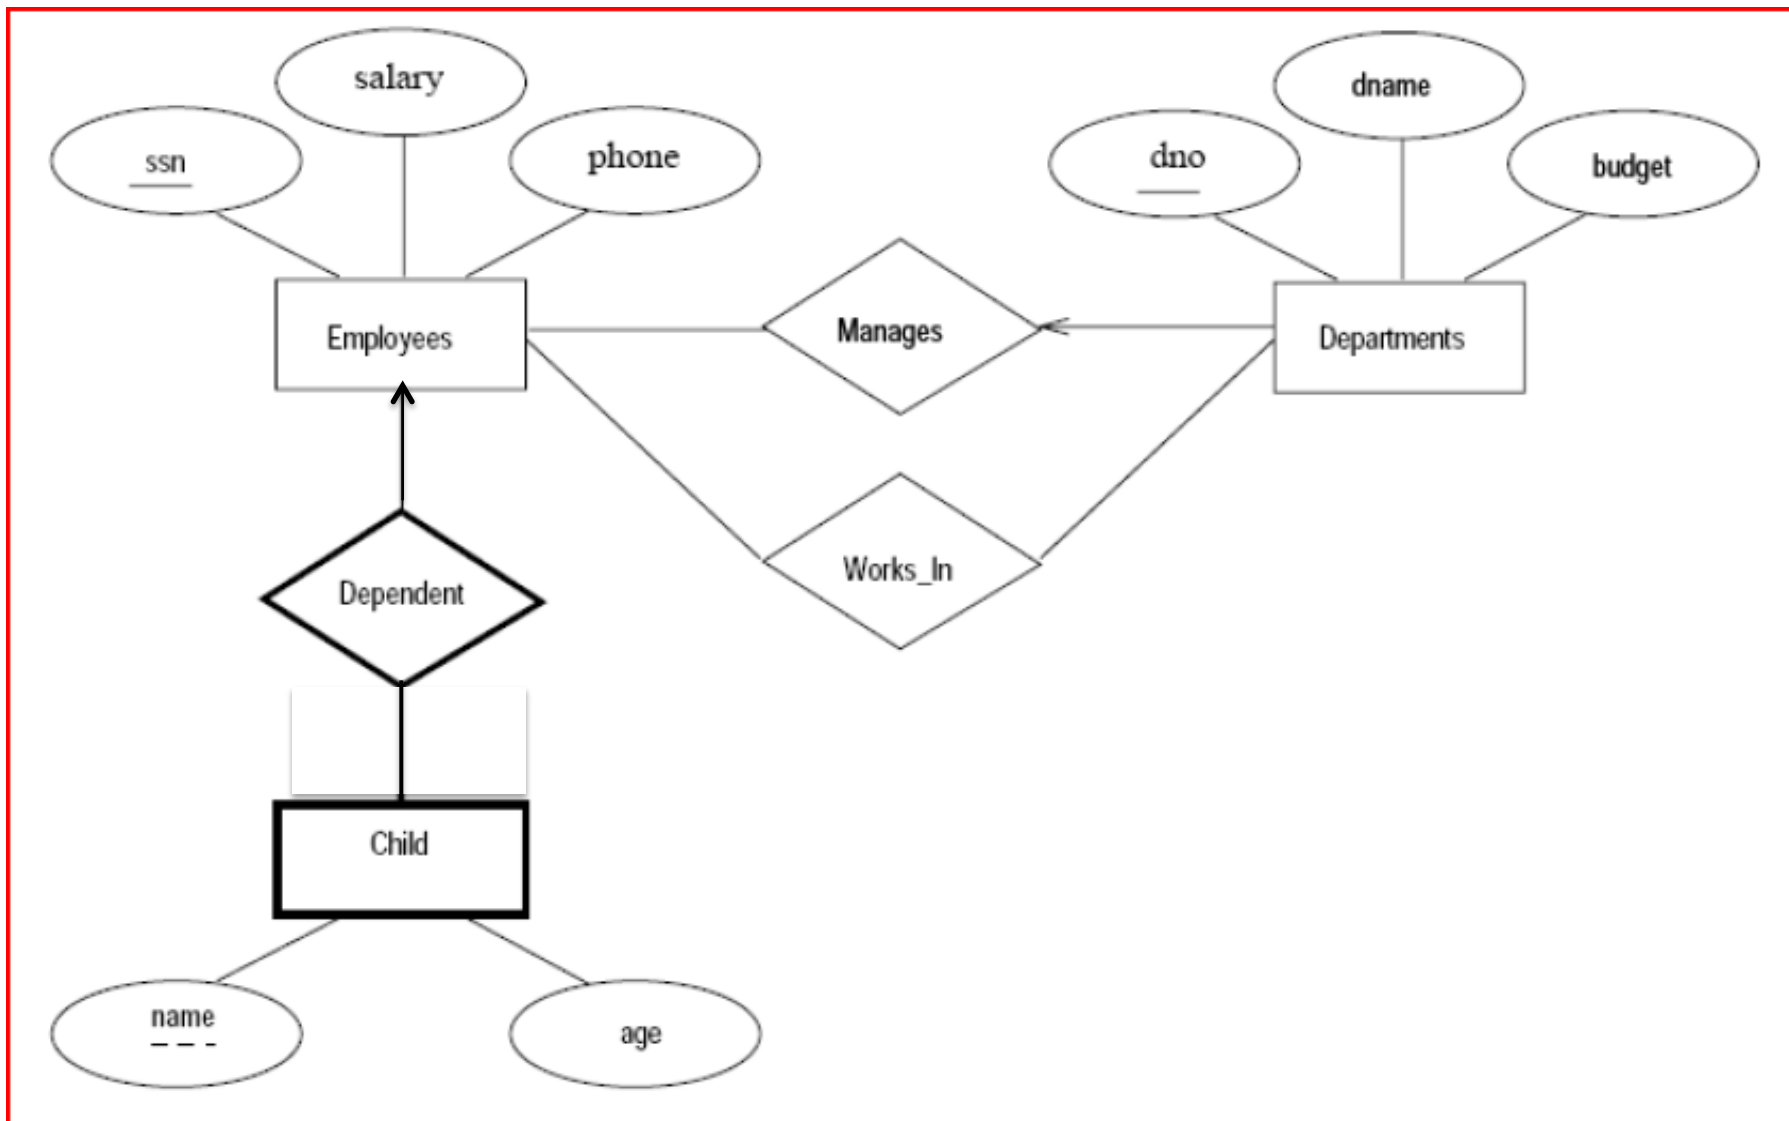 salary
dname
ssn
phone
dno
budget
Employees
Manages
Departments
Works_In
Dependent
Child
name
age